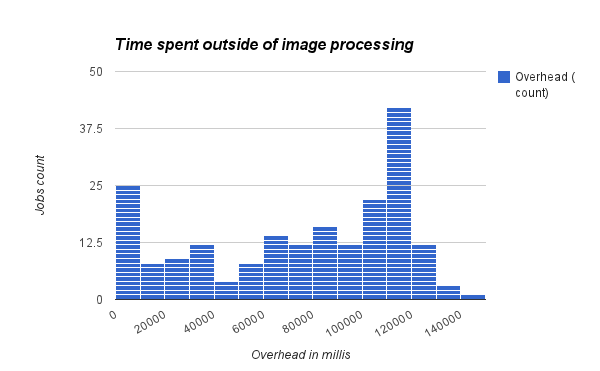 Time spent outside of image processing
50
37.5
25
12.5
0
Jobs count
0
20000
40000
60000
80000
100000
120000
140000
Overhead in millis
Overhead (
count)